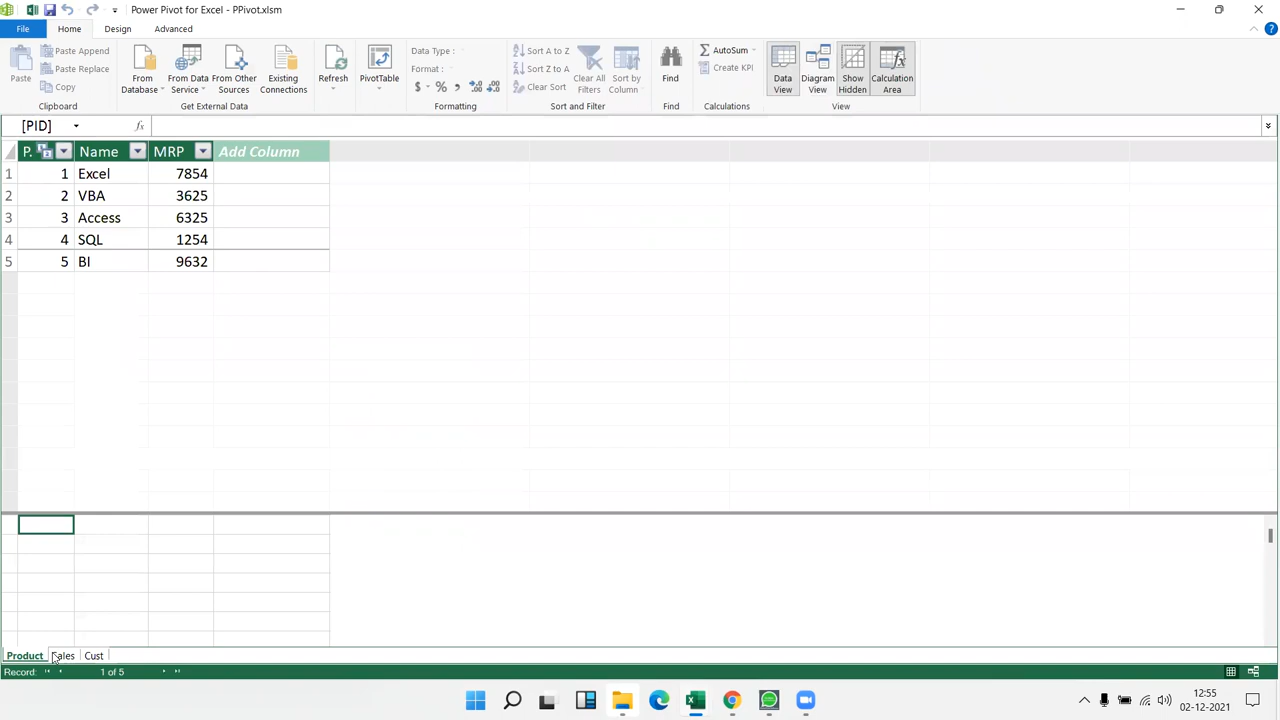 Power Pivot for Excel - PPivot.xlsm
File Home Design Advanced
Paste Paste Append Paste Replace Copy Clipboard
From Database From Data Service From Other Sources Existing Connections Get External Data
Refresh PivotTable
Data Type : Format : $ % , Formatting
Sort A to Z Sort Z to A Clear Sort Clear All Filters Sort by Column Sort and Filter
Find Find
AutoSum Create KPI Calculations
Data View Diagram View Show Hidden Calculation Area View
[PID] fx
P. Name MRP Add Column
1 1 Excel 7854
2 2 VBA 3625
3 3 Access 6325
4 4 SQL 1254
5 5 BI 9632
Product Sales Cust
Record: 1 of 5
12:55
02-12-2021